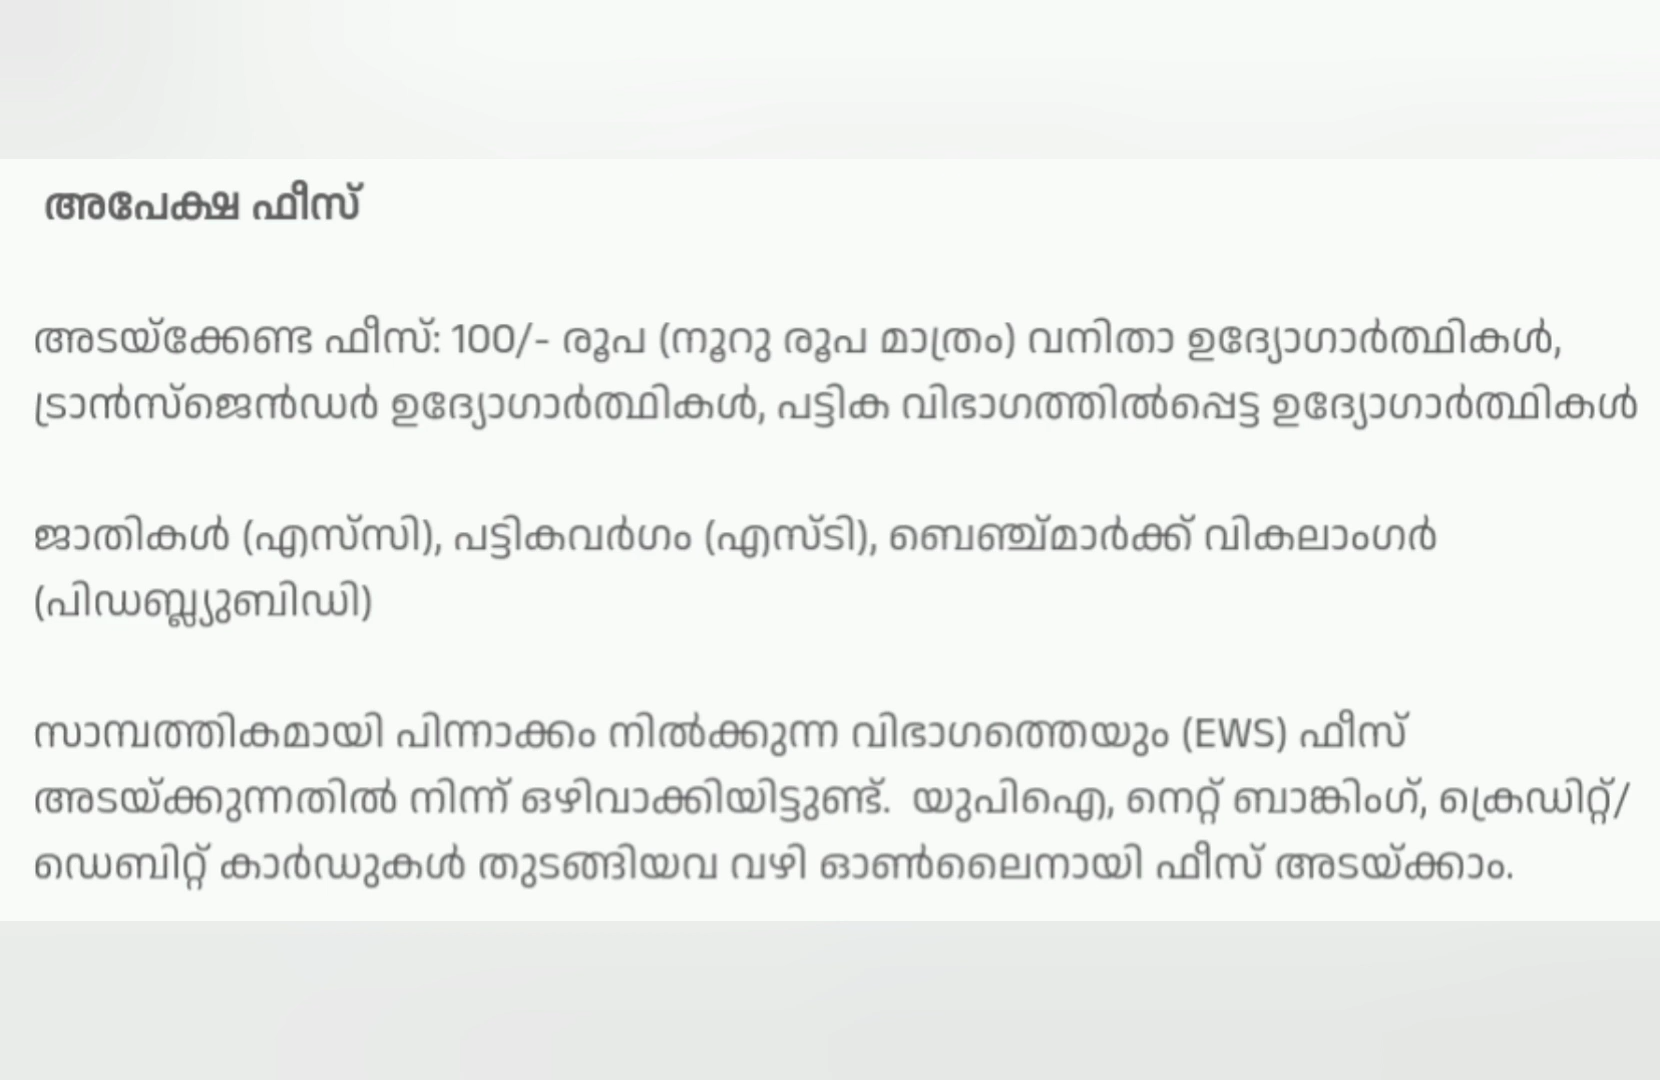 അപേക്ഷ ഫീസ്
അടയ്ക്കേണ്ട ഫീസ്: 100/- രൂപ (നൂറു രൂപ മാത്രം) വനിതാ ഉദ്യോഗാർത്ഥികൾ,
ട്രാൻസ്ജെൻഡർ ഉദ്യോഗാർത്ഥികൾ, പട്ടിക വിഭാഗത്തിൽപ്പെട്ട ഉദ്യോഗാർത്ഥികൾ
ജാതികൾ (എസ്‌സി), പട്ടികവർഗം (എസ്ടി), ബെഞ്ച്മാർക്ക് വികലാംഗർ
(പിഡബ്ല്യുബിഡി)
സാമ്പത്തികമായി പിന്നാക്കം നിൽക്കുന്ന വിഭാഗത്തെയും (EWS) ഫീസ്
അടയ്ക്കുന്നതിൽ നിന്ന് ഒഴിവാക്കിയിട്ടുണ്ട്. യുപിഐ, നെറ്റ് ബാങ്കിംഗ്, ക്രെഡിറ്റ്/
ഡെബിറ്റ് കാർഡുകൾ തുടങ്ങിയവ വഴി ഓൺലൈനായി ഫീസ് അടയ്ക്കാം.